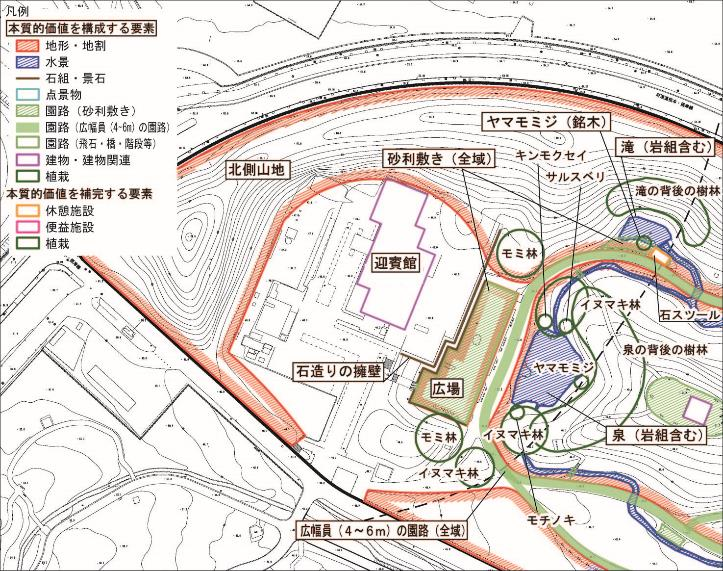 凡例
本質的価値を構成する要素
地形・地割
水景
石組・景石
点景物
園路（砂利敷き）
園路（広幅員（4~6m）の園路）
園路（飛石・橋・階段等）
建物・建物関連
植栽
本質的価値を補完する要素
休憩施設
便益施設
植栽
ヤマモミジ（銘木）
滝（岩組含む）
砂利敷き（全域）
キンモクセイ
サルスベリ
滝の背後の樹林
北側山地
迎賓館
モミ林
イヌマキ林
石スツール
泉の背後の樹林
石造りの擁壁
広場
ヤマモミジ
モミ林
イヌマキ林
泉（岩組含む）
イヌマキ林
モチノキ
広幅員（4～6m）の園路（全域）